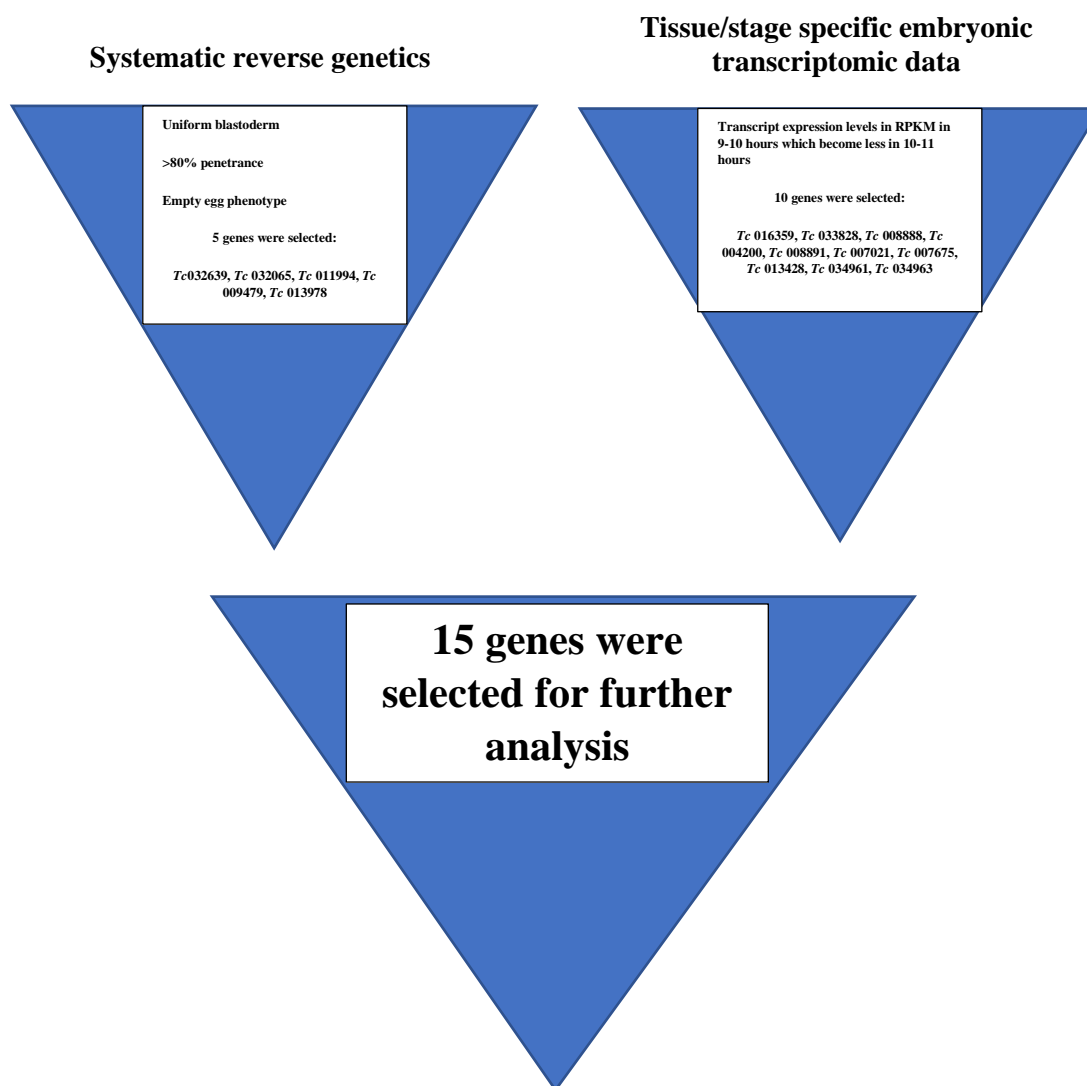 Systematic reverse genetics
Uniform blastoderm
>80% penetrance
Empty egg phenotype
5 genes were selected:
Tc032639, Tc 032065, Tc 011994, Tc
009479, Tc 013978
Tissue/stage specific embryonic
transcriptomic data
Transcript expression levels in RPKM in
9-10 hours which become less in 10-11
hours
10 genes were selected:
Tc 016359, Tc 033828, Tc 008888, Tc
004200, Tc 008891, Tc 007021, Tc 007675,
Tc 013428, Tc 034961, Tc 034963
15 genes were
selected for further
analysis